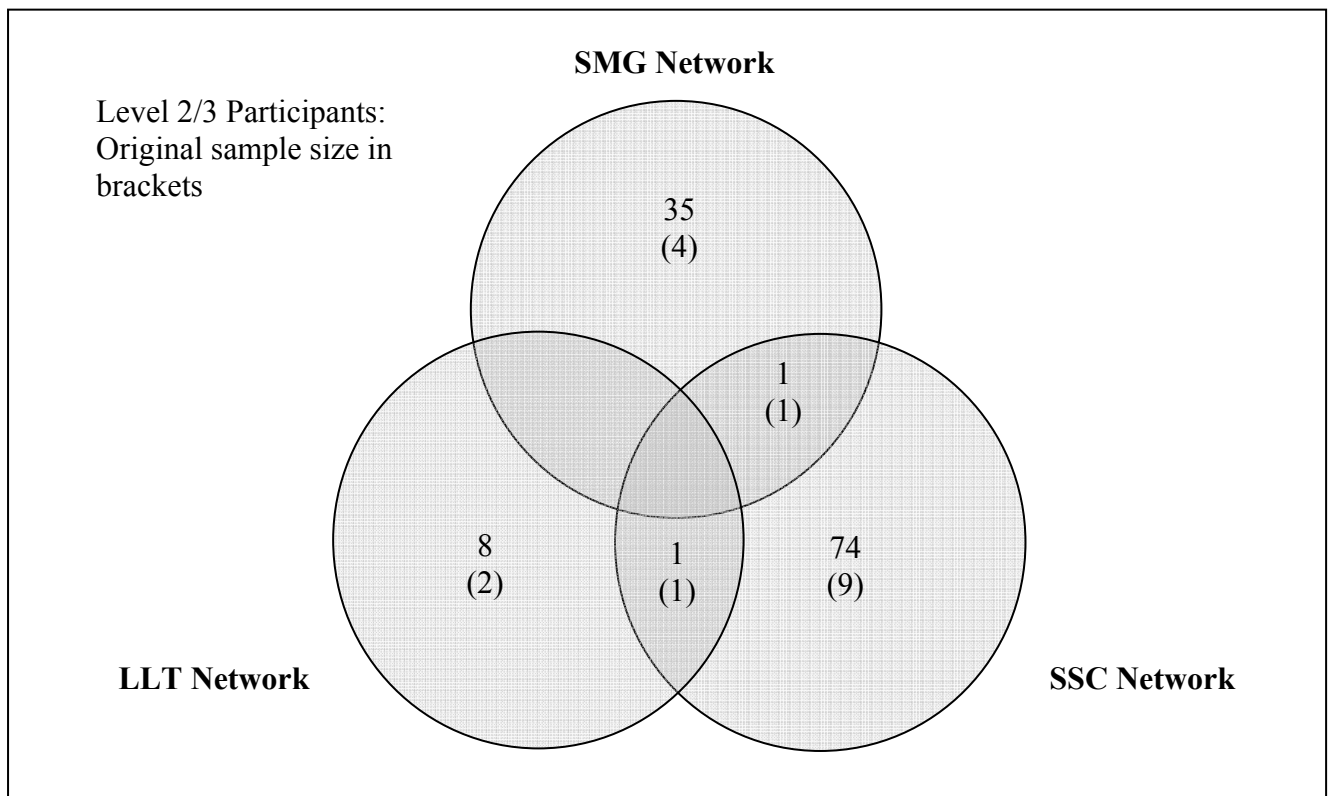 SMG Network
Level 2/3 Participants:
Original sample size in
brackets
35
(4)
1
(1)
8
(2)
1
(1)
74
(9)
LLT Network
SSC Network